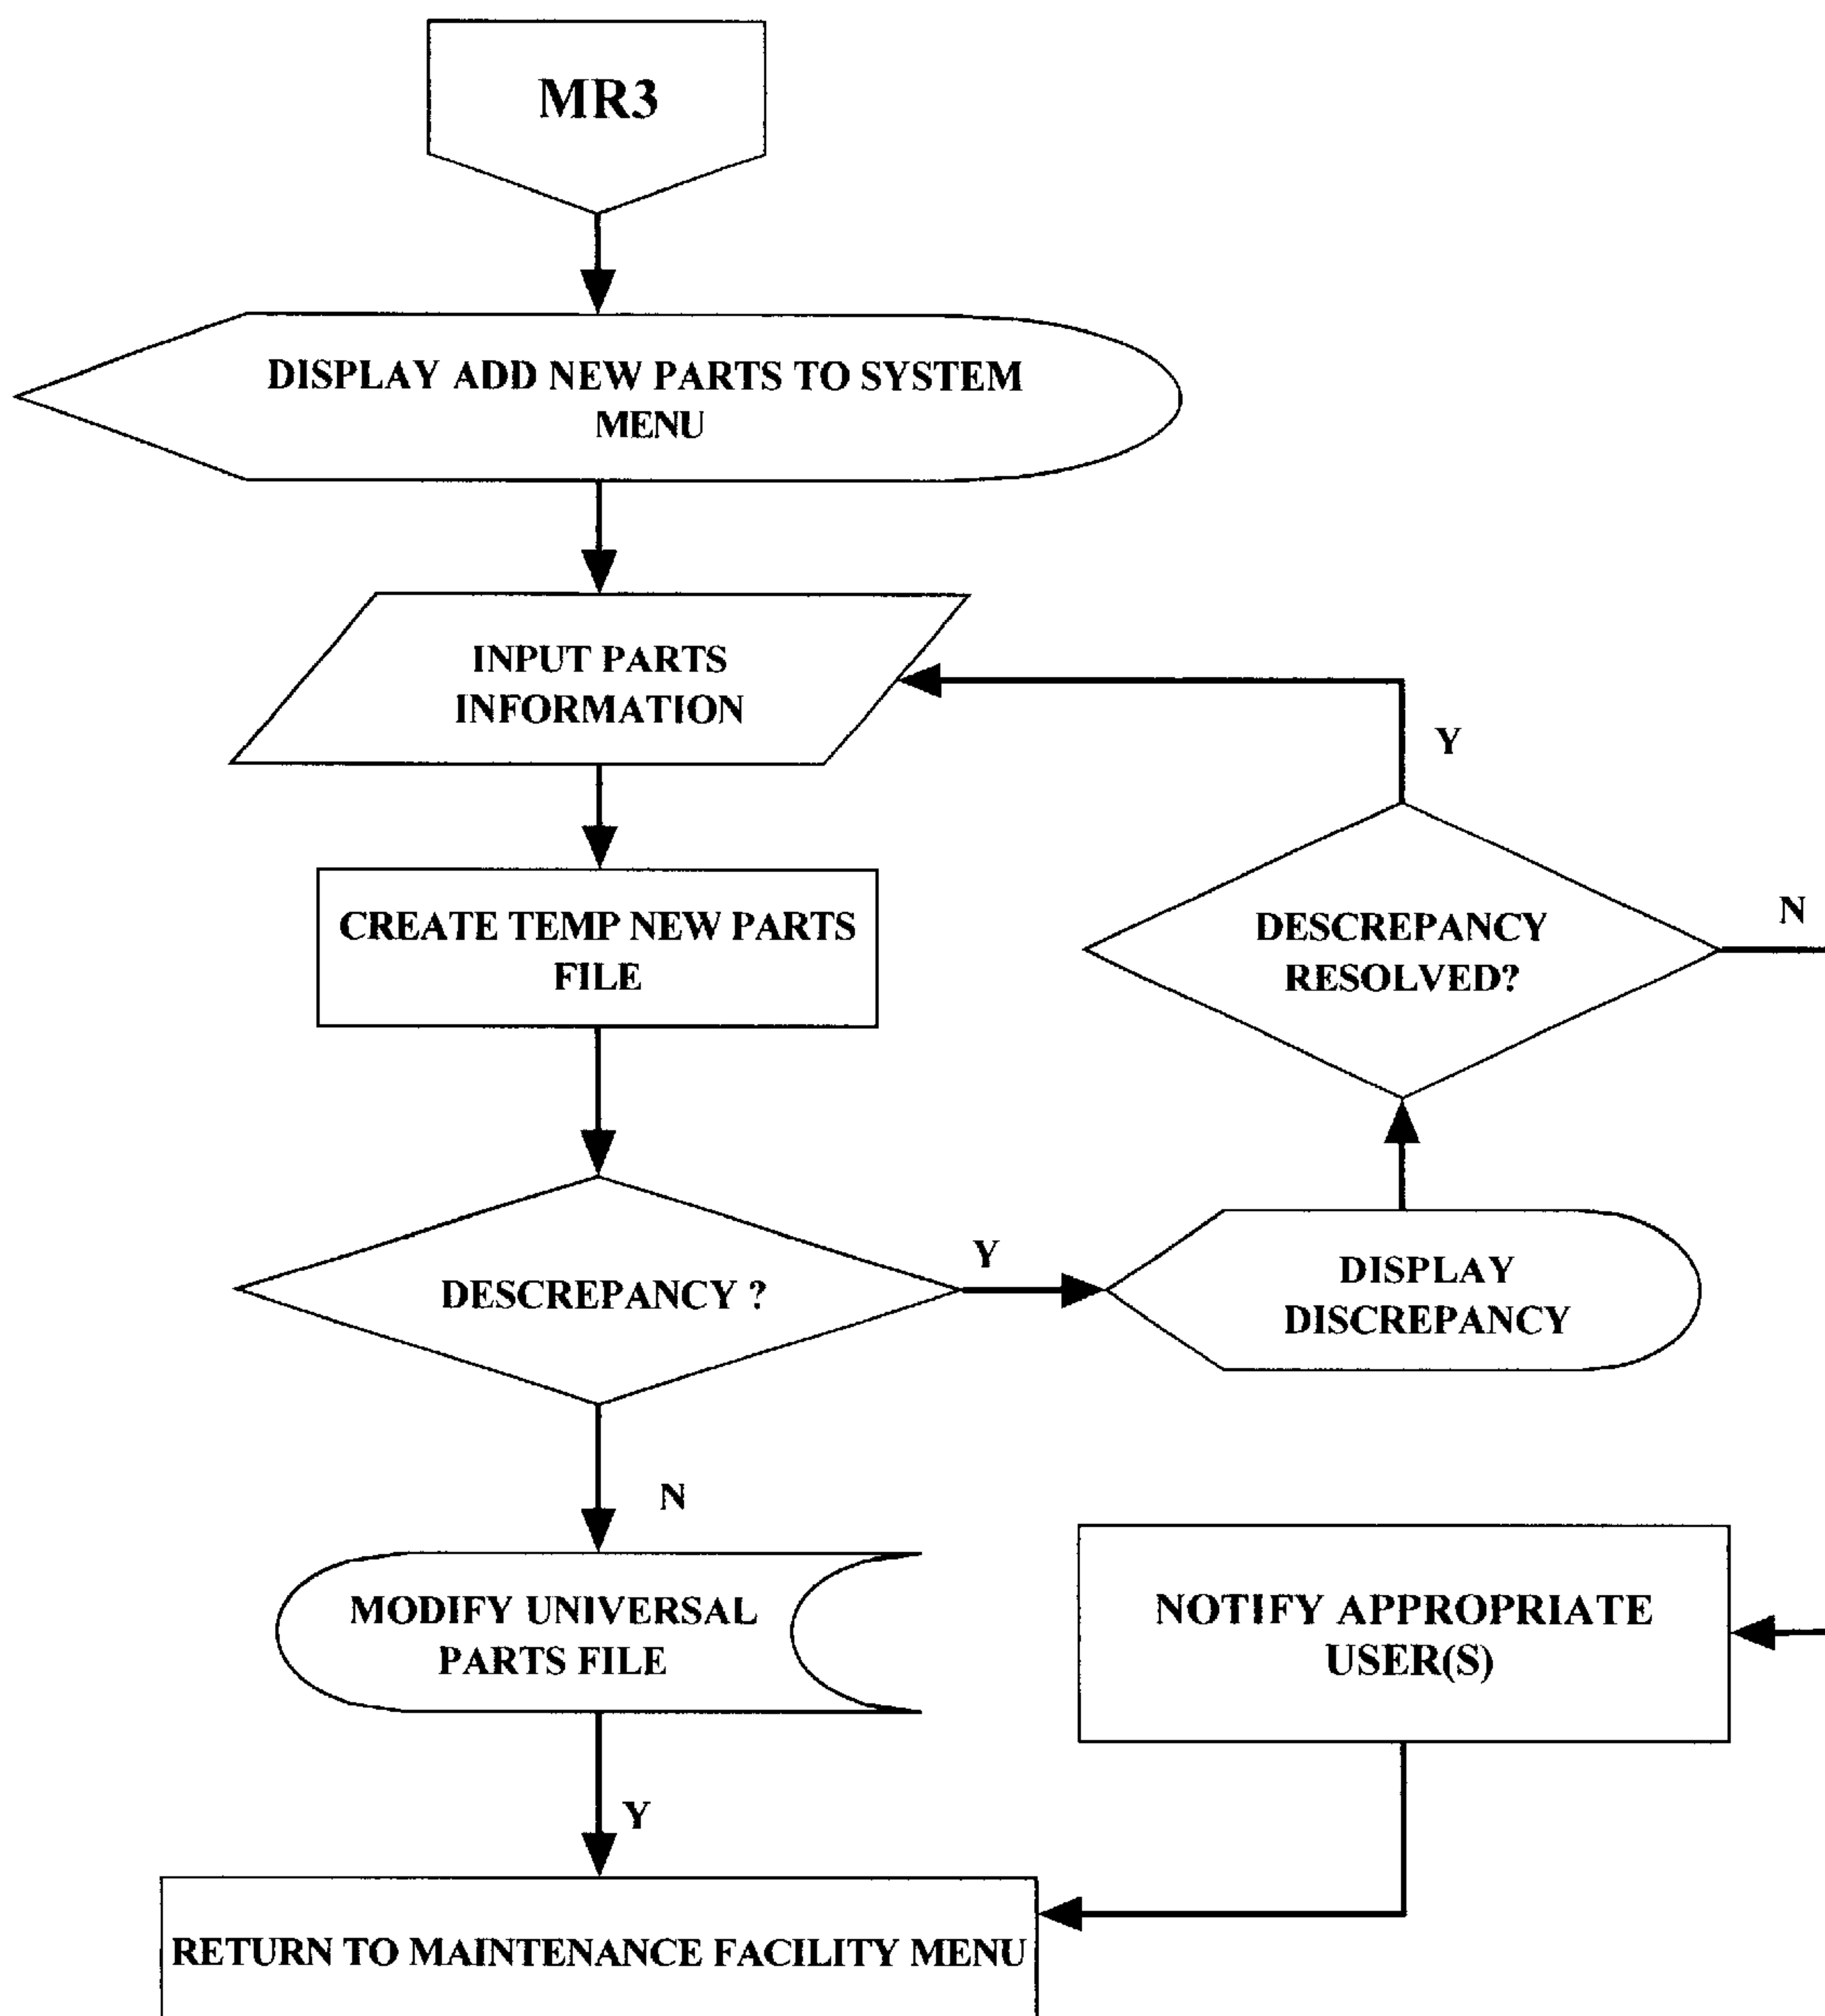 MR3
DISPLAY ADD NEW PARTS TO SYSTEM
MENU
INPUT PARTS
INFORMATION
Y
CREATE TEMP NEW PARTS
FILE
DESCREPANCY
RESOLVED?
N
DESCREPANCY ?
Y
DISPLAY
DISCREPANCY
N
MODIFY UNIVERSAL
PARTS FILE
NOTIFY APPROPRIATE
USER(S)
Y
RETURN TO MAINTENANCE FACILITY MENU